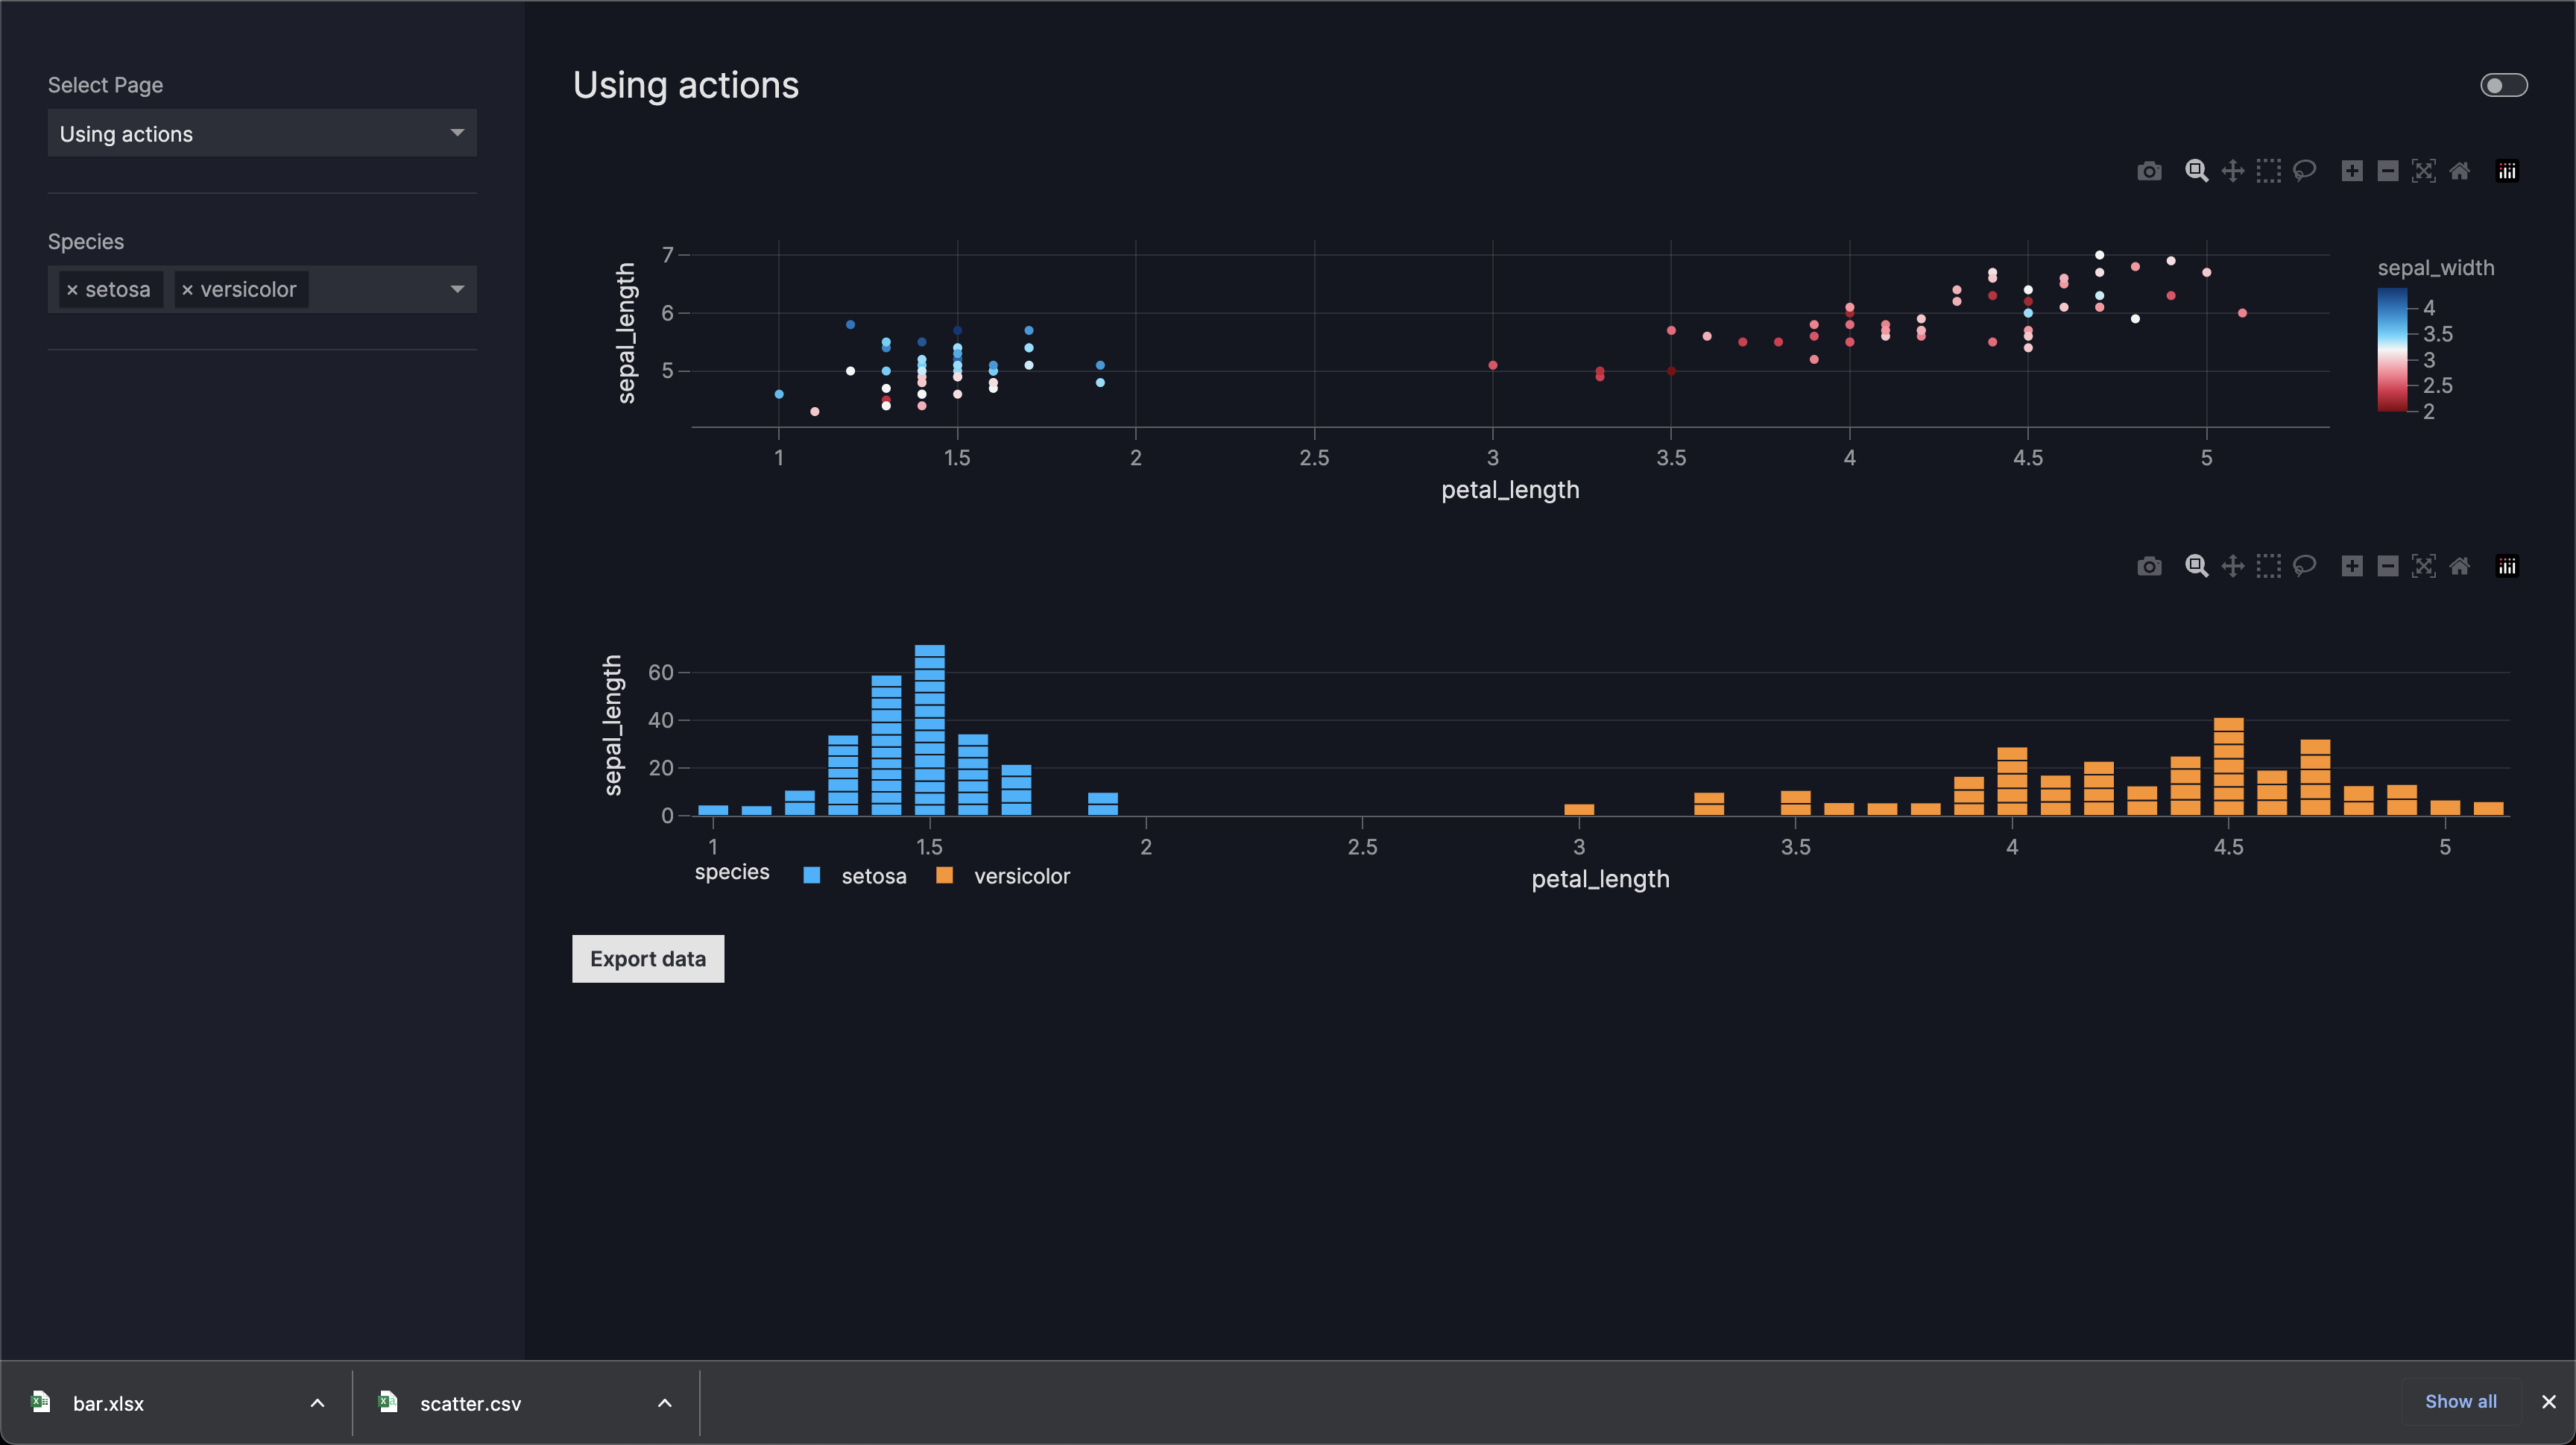 Select Page
Using actions
Species
× setosa × versicolor
Using actions
sepal_length
7
6
5
1 1.5 2 2.5 3 3.5 4 4.5 5
petal_length
sepal_width
4
3.5
3
2.5
2
sepal_length
60
40
20
0
1 1.5 2 2.5 3 3.5 4 4.5 5
species setosa versicolor
petal_length
Export data
bar.xlsx
scatter.csv
Show all